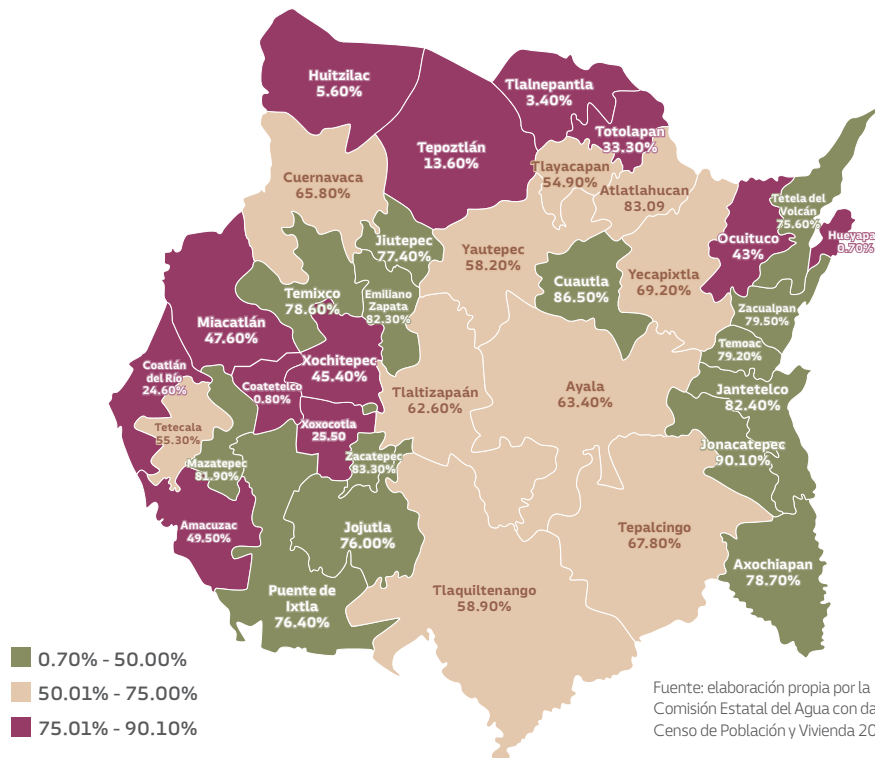 Huitzilac
5.60%
Tlalnepantla
3.40%
Totolapan
33.30%
Tepoztlán
13.60%
Tlayacapan
54.90%
Cuernavaca
65.80%
Atlatlahucan
83.09
Tetela del
Volcán
75.60%
Ocuituco
43%
Hueyapa
0.70%
Jiutepec
77.40%
Yautepec
58.20%
Cuautla
86.50%
Yecapixtla
69.20%
Temixco
78.60%
Emiliano
Zapata
82.30%
Zacualpan
79.50%
Miacatlán
47.60%
Temoac
79.20%
Xochitepec
45.40%
Coatlán
del Río
24.60%
Coatetelco
0.80%
Tlaltizapaán
62.60%
Ayala
63.40%
Jantetelco
82.40%
Tetecala
55.30%
Xoxocotla
25.50
Jonacatepec
90.10%
Mazatepec
81.90%
Zacatepec
83.30%
Amacuzac
49.50%
Jojutla
76.00%
Tepalcingo
67.80%
Axochiapan
78.70%
Puente de
Ixtla
76.40%
Tlaquiltenango
58.90%
0.70% - 50.00%
50.01% - 75.00%
75.01% - 90.10%
Fuente: elaboración propia por la
Comisión Estatal del Agua con da
Censo de Población y Vivienda 20